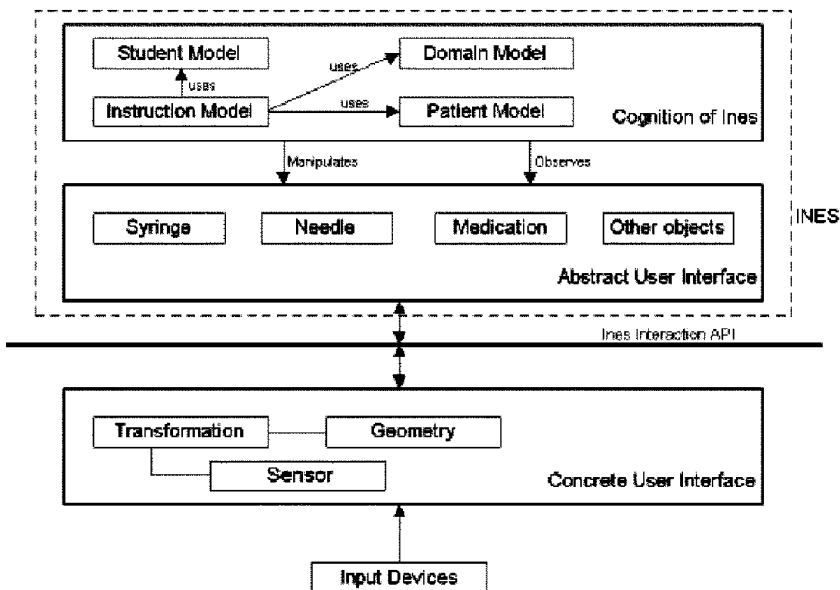 Student Model
Domain Model
uses
uses
uses
Instruction Model
Patient Model
Cognition of Ines
Manipulates
Observes
INES
Syringe
Needle
Medication
Other objects
Abstract User Interface
Ines Interaction API
Transformation
Geometry
Sensor
Concrete User Interface
Input Devices